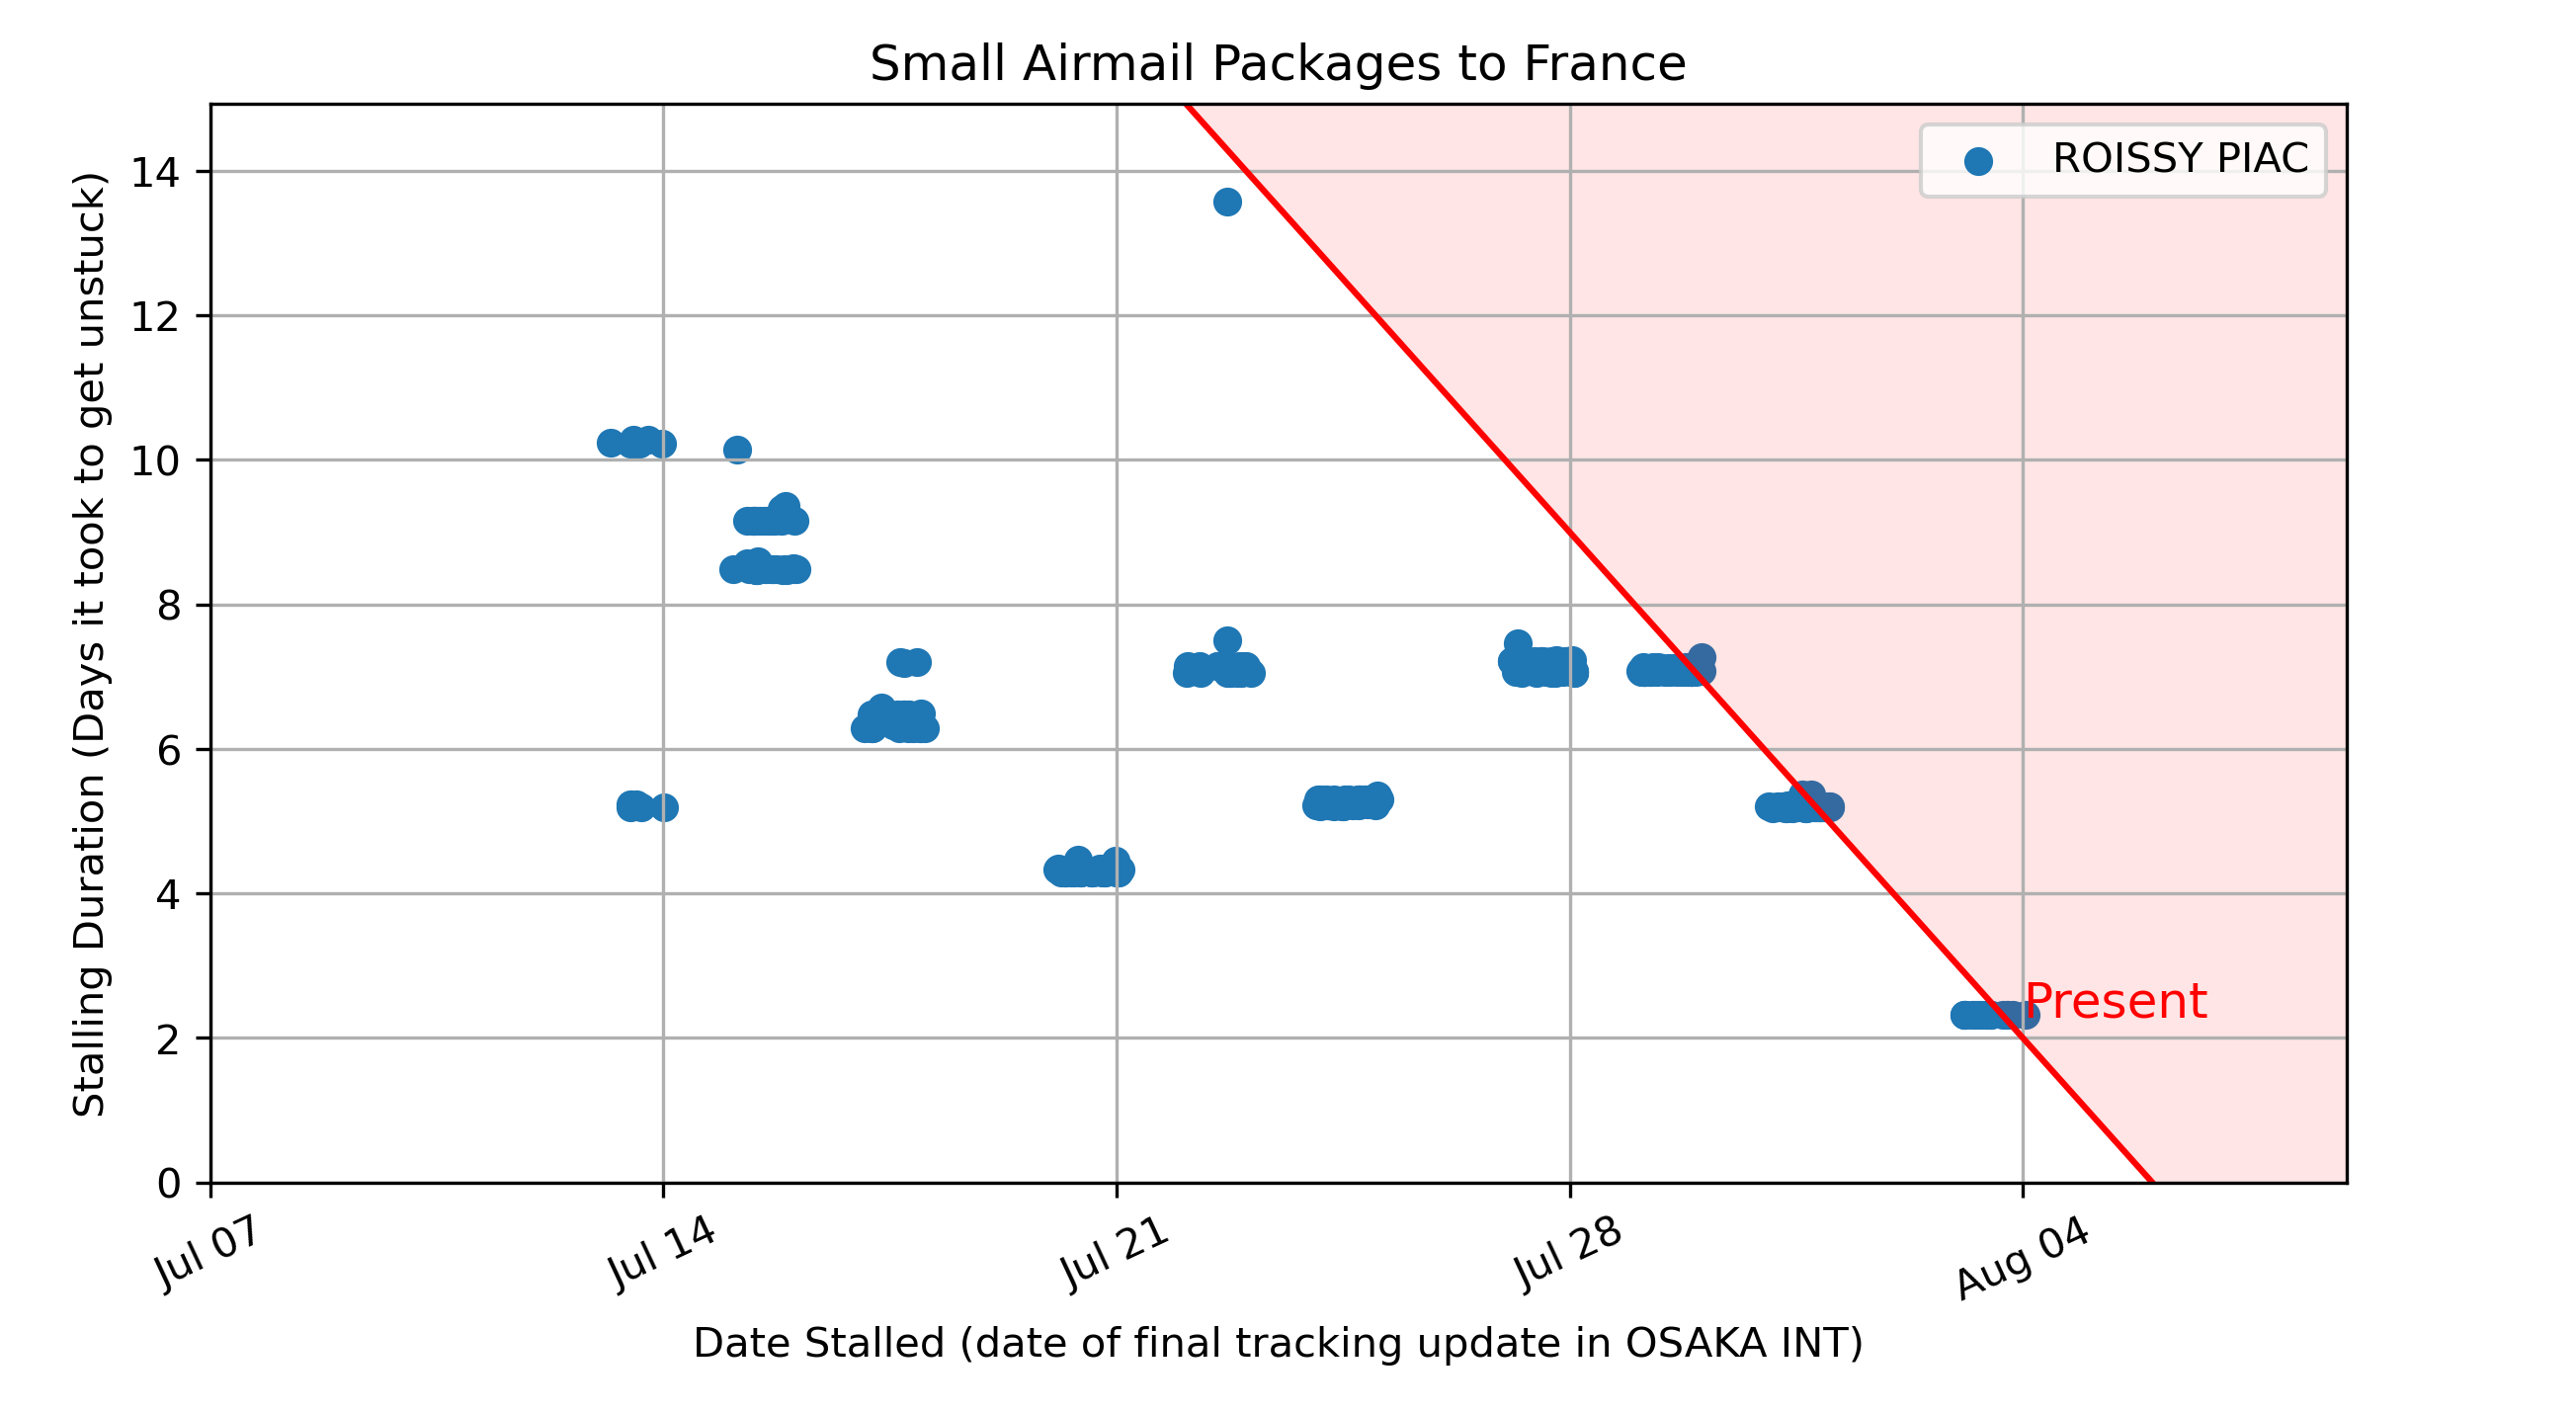 Small Airmail Packages to France
ROISSY PIAC
Stalling Duration (Days it took to get unstuck)
14
12
10
8
6
4
2
0
Present
Jul 07
Jul 14
Jul 21
Jul 28
Aug 04
Date Stalled (date of final tracking update in OSAKA INT)